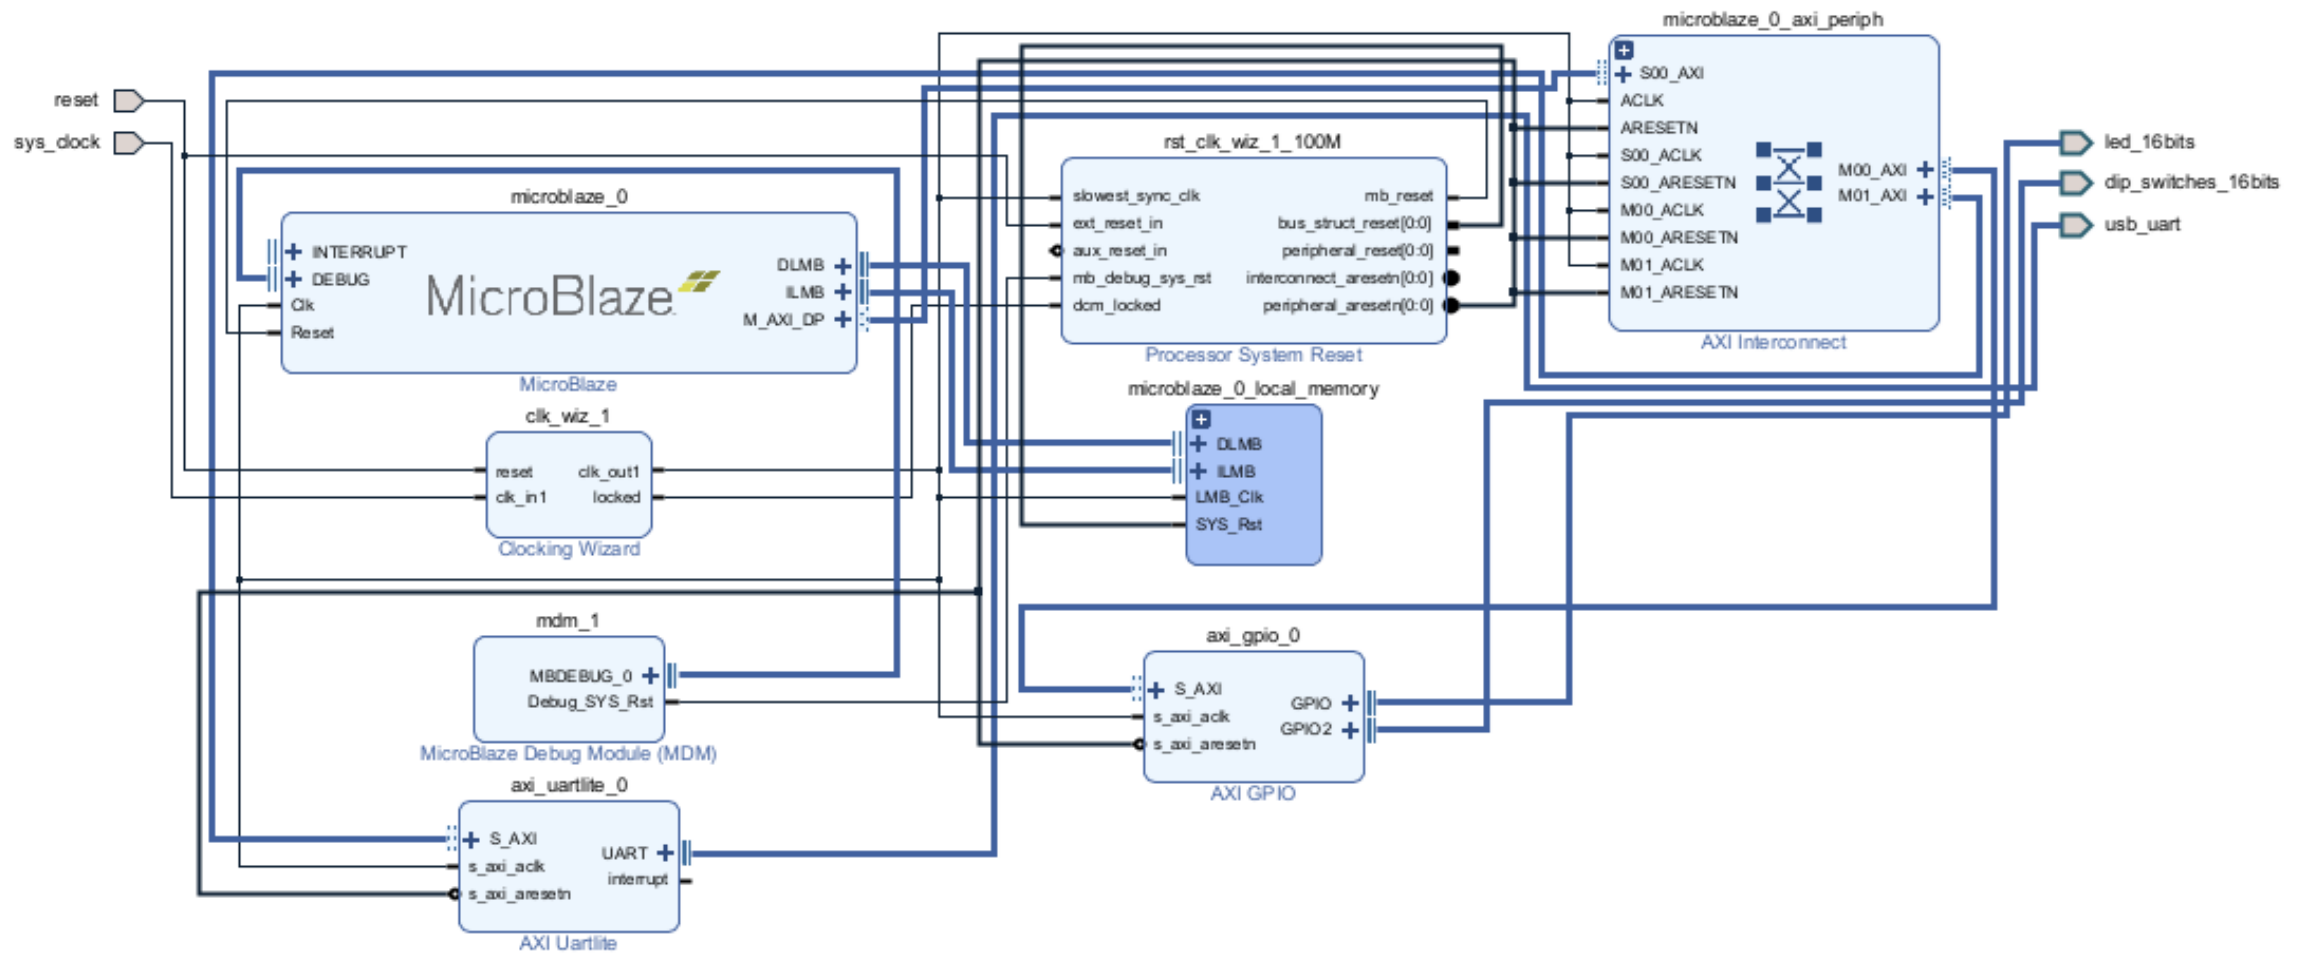 microblaze_0_axi_periph
S00_AXI
ACLK
ARESETN
S00_ACLK
S00_ARESETN
M00_ACLK
M00_ARESETN
M01_ACLK
M01_ARESETN
M00_AXI
M01_AXI
AXI Interconnect
reset
sys_clock
led_16bits
dip_switches_16bits
usb_uart
rst_clk_wiz_1_100M
slowest_sync_clk
ext_reset_in
aux_reset_in
mb_debug_sys_rst
dcm_locked
mb_reset
bus_struct_reset[0:0]
peripheral_reset[0:0]
interconnect_aresetn[0:0]
peripheral_aresetn[0:0]
Processor System Reset
microblaze_0
INTERRUPT
DEBUG
Clk
Reset
MicroBlaze
DLMB
ILMB
M_AXI_DP
MicroBlaze
microblaze_0_local_memory
DLMB
ILMB
LMB_Clk
SYS_Rst
clk_wiz_1
reset
clk_in1
clk_out1
locked
Clocking Wizard
mdm_1
MBDEBUG_0
Debug_SYS_Rst
MicroBlaze Debug Module (MDM)
axi_gpio_0
S_AXI
s_axi_aclk
s_axi_aresetn
GPIO
GPIO2
AXI GPIO
axi_uartlite_0
S_AXI
s_axi_aclk
s_axi_aresetn
UART
interrupt
AXI Uartlite